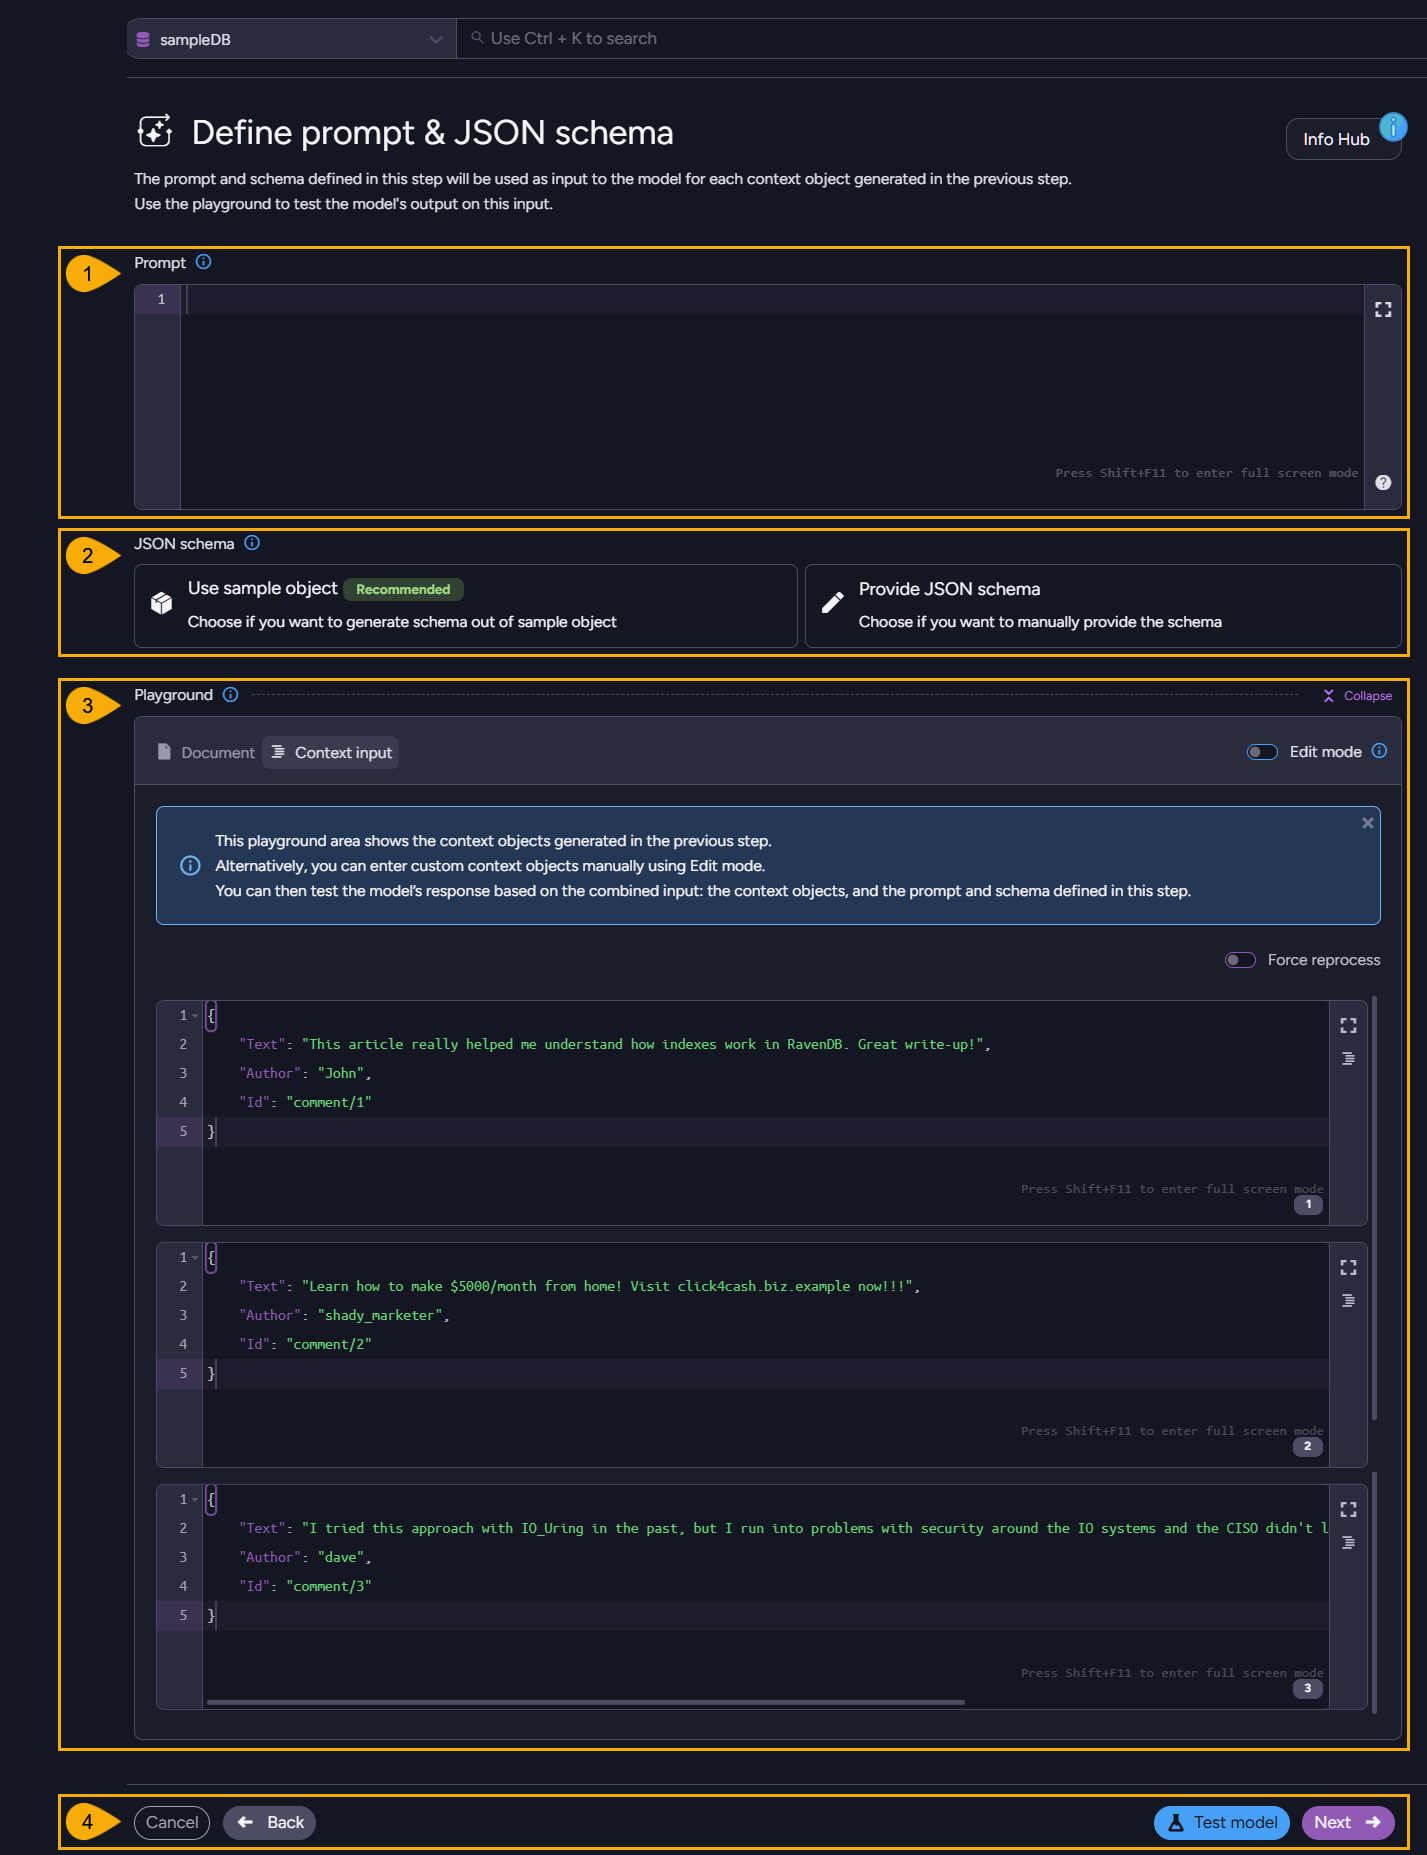 sampleDB
Use Ctrl + K to search
Define prompt & JSON schema
Info Hub
The prompt and schema defined in this step will be used as input to the model for each context object generated in the previous step.
Use the playground to test the model's output on this input.
1
Prompt
1
Press Shift+F11 to enter full screen mode
2
JSON schema
Use sample object Recommended
Choose if you want to generate schema out of sample object
Provide JSON schema
Choose if you want to manually provide the schema
3
Playground
Collapse
Document
Context input
Edit mode
This playground area shows the context objects generated in the previous step.
Alternatively, you can enter custom context objects manually using Edit mode.
You can then test the model's response based on the combined input: the context objects, and the prompt and schema defined in this step.
Force reprocess
1 {
2 "Text": "This article really helped me understand how indexes work in RavenDB. Great write-up!",
3 "Author": "John",
4 "Id": "comment/1"
5 }
Press Shift+F11 to enter full screen mode
1
1 {
2 "Text": "Learn how to make $5000/month from home! Visit click4cash.biz.example now!!!",
3 "Author": "shady_marketer",
4 "Id": "comment/2"
5 }
Press Shift+F11 to enter full screen mode
2
1 {
2 "Text": "I tried this approach with IO_Uring in the past, but I run into problems with security around the IO systems and the CISO didn't l
3 "Author": "dave",
4 "Id": "comment/3"
5 }
Press Shift+F11 to enter full screen mode
3
4
Cancel
Back
Test model
Next